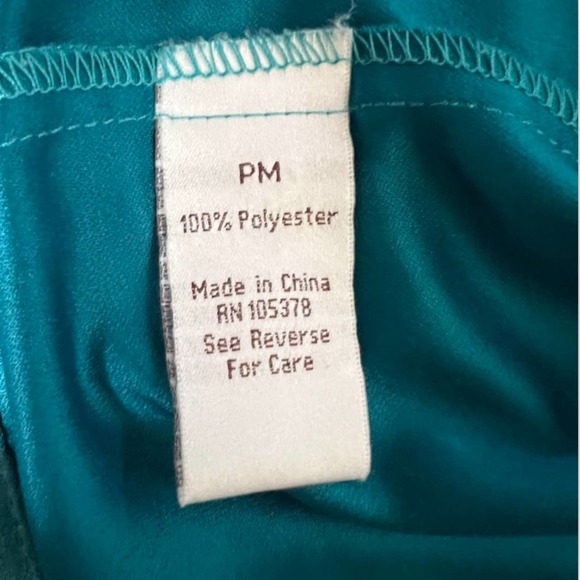 PM
100% Polyester
Made in China
RN 105378
See Reverse
For Care